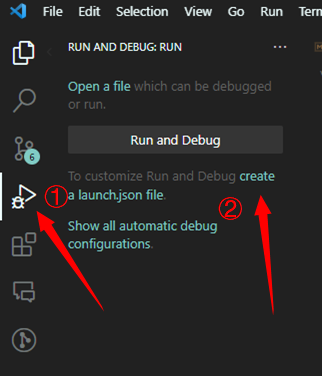 File Edit Selection View Go Run Term
RUN AND DEBUG: RUN ...
Open a file which can be debugged
or run.
Run and Debug
To customize Run and Debug create
a launch.json file.
Show all automatic debug
configurations.
6
①
②